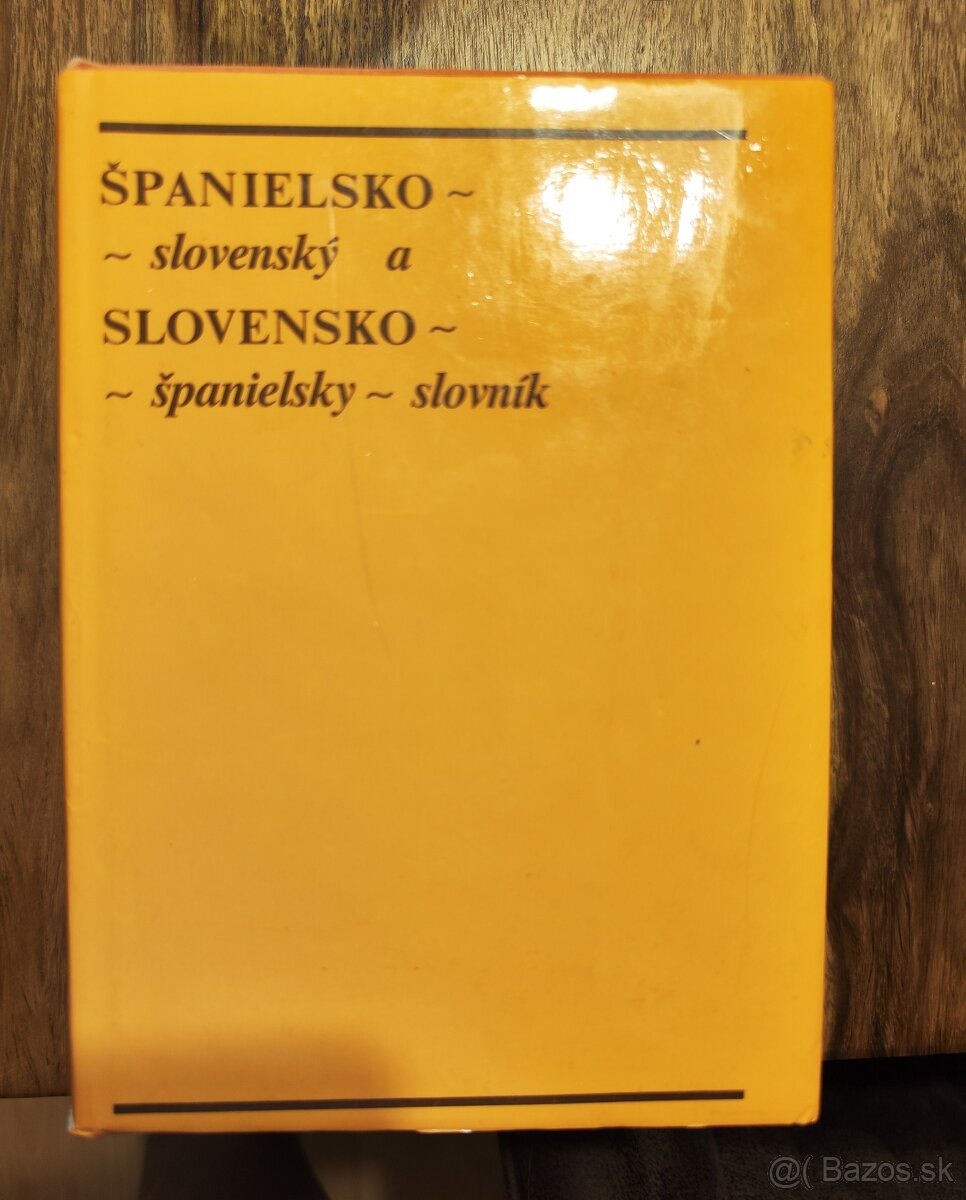 ŠPANIELSKO ~
~ slovenský a
SLOVENSKO ~
~ španielsky ~ slovník
@( Bazos.sk